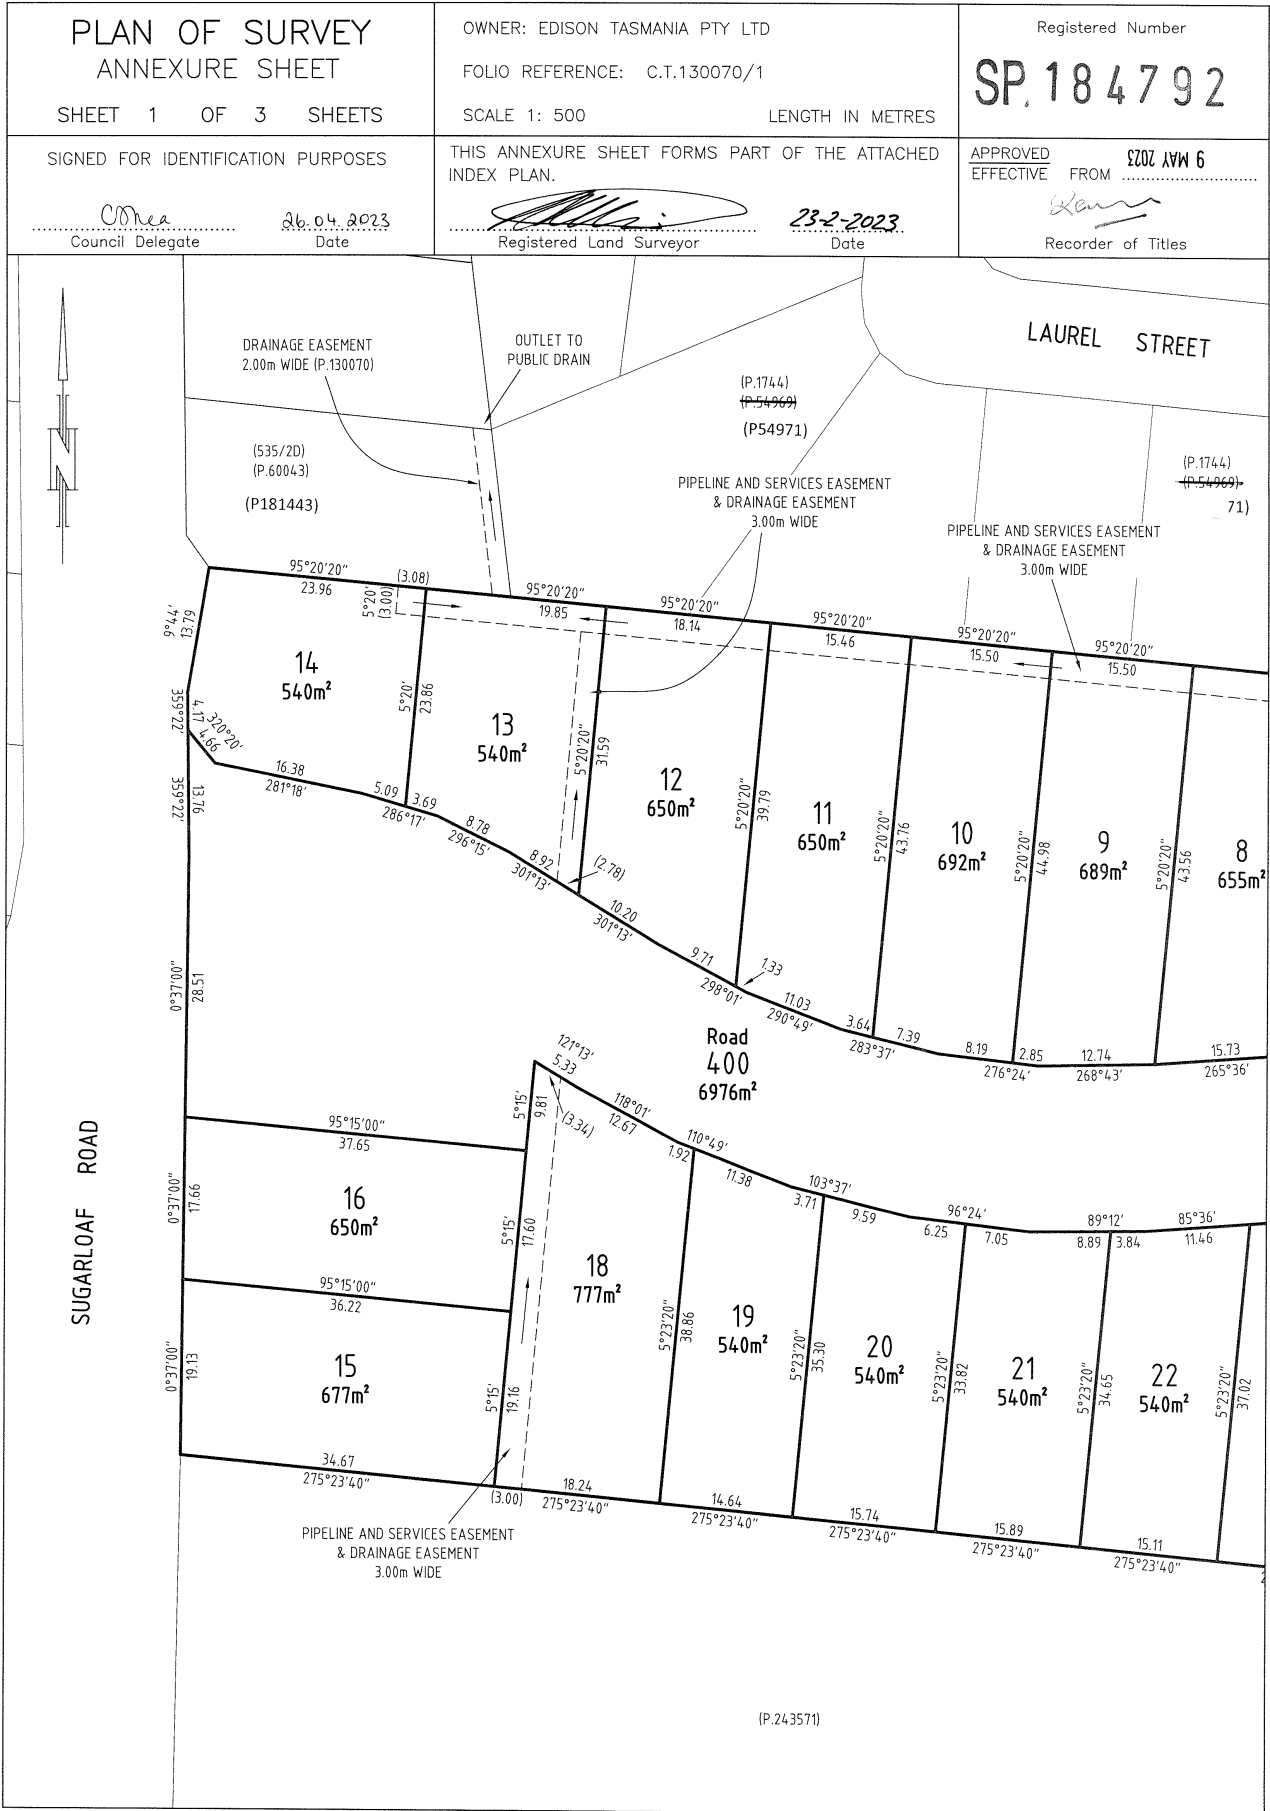 PLAN OF SURVEY
ANNEXURE SHEET
SHEET 1 OF 3 SHEETS
OWNER: EDISON TASMANIA PTY LTD
FOLIO REFERENCE: C.T.130070/1
SCALE 1: 500 LENGTH IN METRES
Registered Number
SP.184792
SIGNED FOR IDENTIFICATION PURPOSES
26.04.2023
Council Delegate Date
THIS ANNEXURE SHEET FORMS PART OF THE ATTACHED
INDEX PLAN.
23-2-2023
Registered Land Surveyor Date
APPROVED
EFFECTIVE FROM 9 MAY 2023
Recorder of Titles
N
LAUREL STREET
DRAINAGE EASEMENT
2.00m WIDE (P.130070)
OUTLET TO
PUBLIC DRAIN
(P.1744)
(P.54969)
(P54971)
(535/2D)
(P.60043)
(P181443)
(P.1744)
(P.54969)
71)
PIPELINE AND SERVICES EASEMENT
& DRAINAGE EASEMENT
3.00m WIDE
PIPELINE AND SERVICES EASEMENT
& DRAINAGE EASEMENT
3.00m WIDE
95°20'20"
23.96
(3.08)
5°20'
(3.00)
95°20'20"
19.85
95°20'20"
18.14
95°20'20"
15.46
95°20'20"
15.50
95°20'20"
15.50
9°44'
13.79
14
540m²
5°20'
23.86
13
540m²
5°20'20"
31.59
12
650m²
5°20'20"
39.79
11
650m²
5°20'20"
43.76
10
692m²
5°20'20"
44.98
9
689m²
5°20'20"
43.56
8
655m²
359°22'
4.17
320°20'
4.66
359°22'
13.76
16.38
281°18'
5.09
3.69
286°17'
8.78
296°15'
8.92
301°13'
(2.78)
10.20
301°13'
9.71
298°01'
1.33
11.03
290°49'
3.64
7.39
283°37'
8.19
2.85
276°24'
12.74
268°43'
15.73
265°36'
0°37'00"
28.51
Road
400
6976m²
121°13'
5.33
5°15'
9.81
(3.34)
118°01'
12.67
110°49'
1.92
11.38
103°37'
3.71
9.59
96°24'
6.25
7.05
89°12'
8.89
3.84
85°36'
11.46
SUGARLOAF ROAD
95°15'00"
37.65
0°37'00"
17.66
16
650m²
5°15'
17.60
95°15'00"
36.22
0°37'00"
19.13
15
677m²
5°15'
19.16
18
777m²
5°23'20"
38.86
19
540m²
5°23'20"
35.30
20
540m²
5°23'20"
33.82
21
540m²
5°23'20"
34.65
22
540m²
5°23'20"
37.02
34.67
275°23'40"
(3.00)
18.24
275°23'40"
14.64
275°23'40"
15.74
275°23'40"
15.89
275°23'40"
15.11
275°23'40"
PIPELINE AND SERVICES EASEMENT
& DRAINAGE EASEMENT
3.00m WIDE
(P.243571)